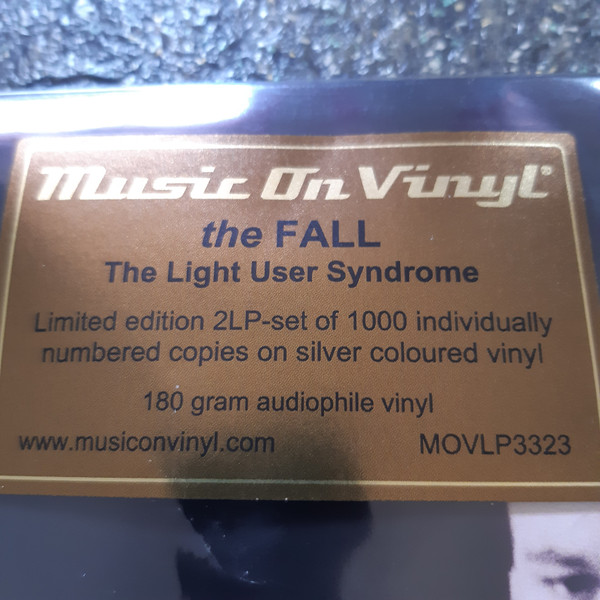 Music On Vinyl®
the FALL
The Light User Syndrome
Limited edition 2LP-set of 1000 individually
numbered copies on silver coloured vinyl
180 gram audiophile vinyl
www.musiconvinyl.com MOVLP3323